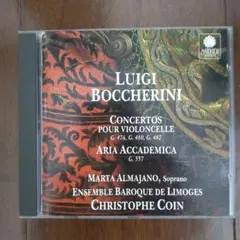 LUIGI
BOCCHERINI
CONCERTOS
POUR VIOLONCELLE
G. 476, G. 480, G. 482
ARIA ACCADEMICA
G. 557
MARTA ALMAJANO, Soprano
ENSEMBLE BAROQUE DE LIMOGES
CHRISTOPHE COIN